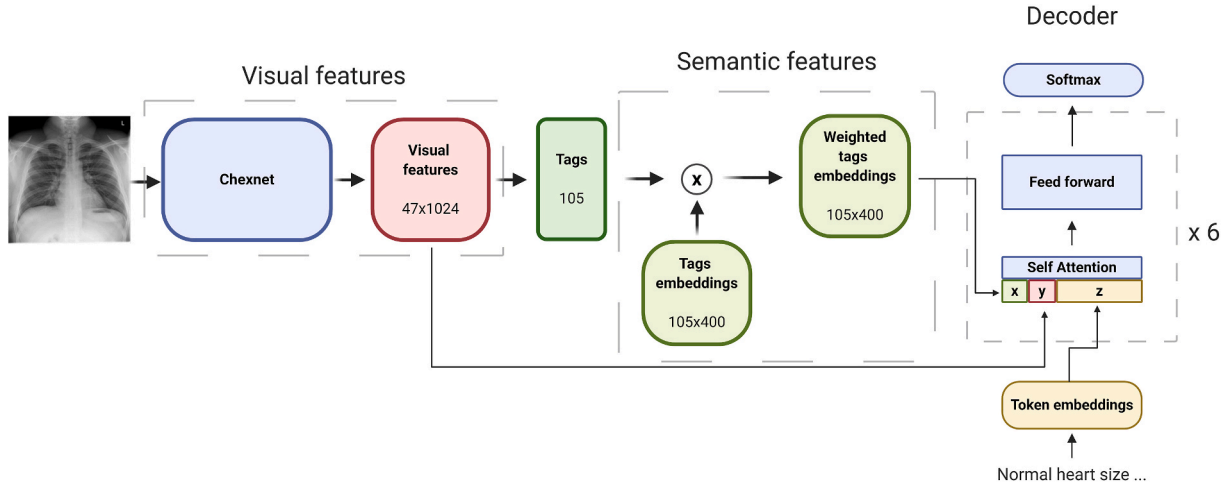 Decoder
Visual features
Semantic features
Softmax
L
Chexnet
Visual
features
47x1024
Tags
105
x
Weighted
tags
embeddings
105x400
Feed forward
x 6
Tags
embeddings
105x400
Self Attention
x y z
Token embeddings
Normal heart size ...